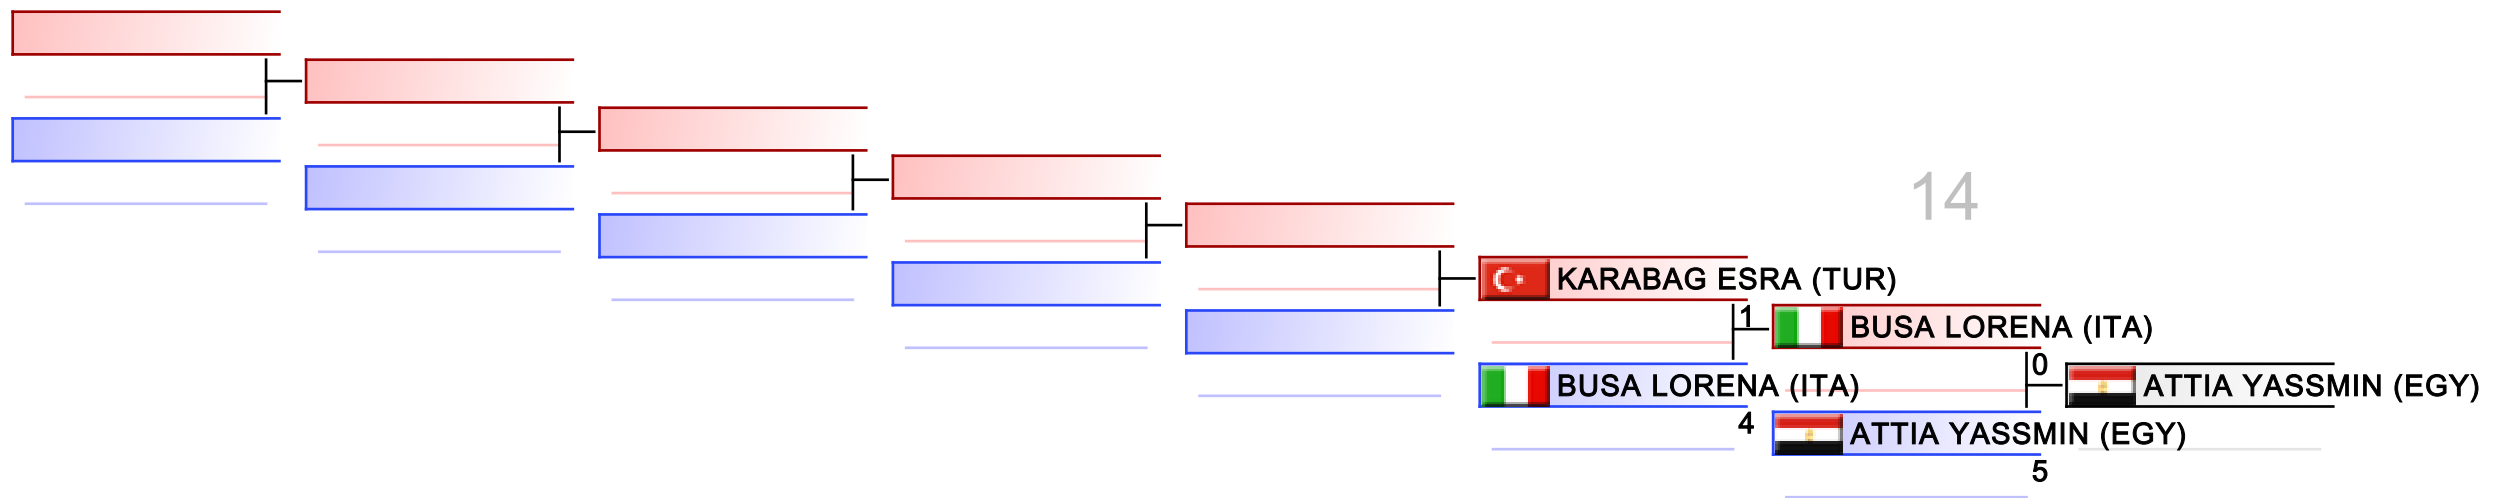 14
KARABAG ESRA (TUR)
1
BUSA LORENA (ITA)
0
BUSA LORENA (ITA)
ATTIA YASSMIN (EGY)
4
ATTIA YASSMIN (EGY)
5